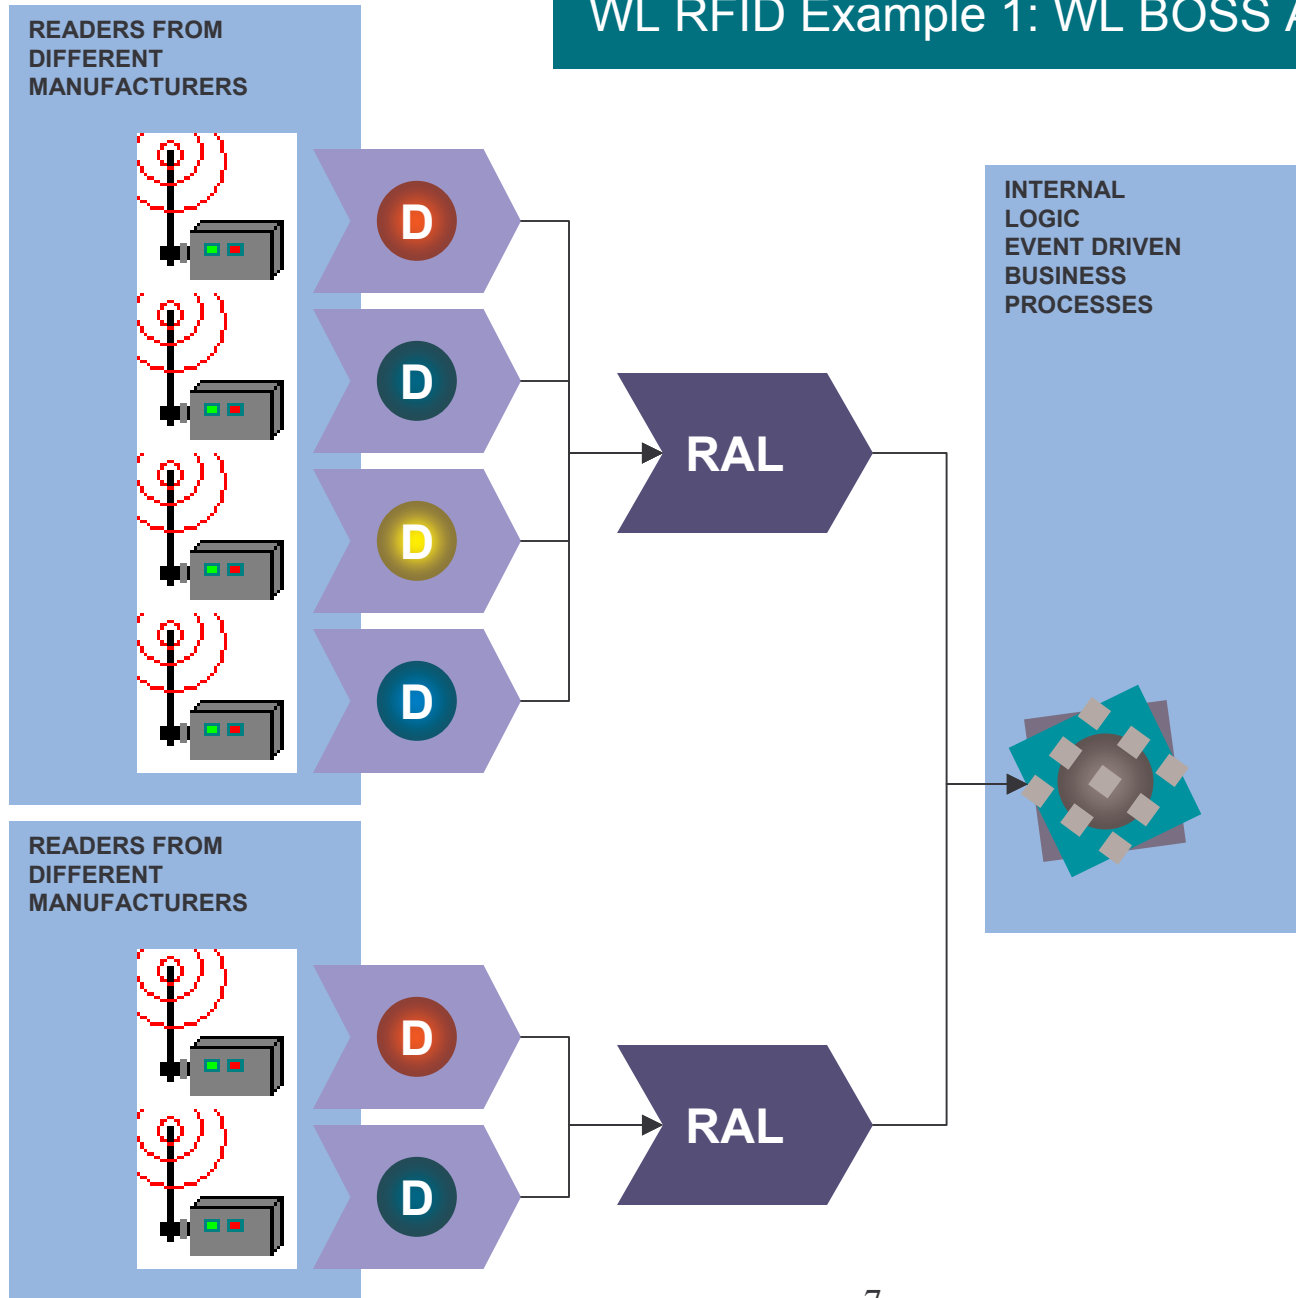 WL RFID Example 1: WL BOSS A
READERS FROM
DIFFERENT
MANUFACTURERS
D
D
D
D
RAL
INTERNAL
LOGIC
EVENT DRIVEN
BUSINESS
PROCESSES
READERS FROM
DIFFERENT
MANUFACTURERS
D
D
RAL
7